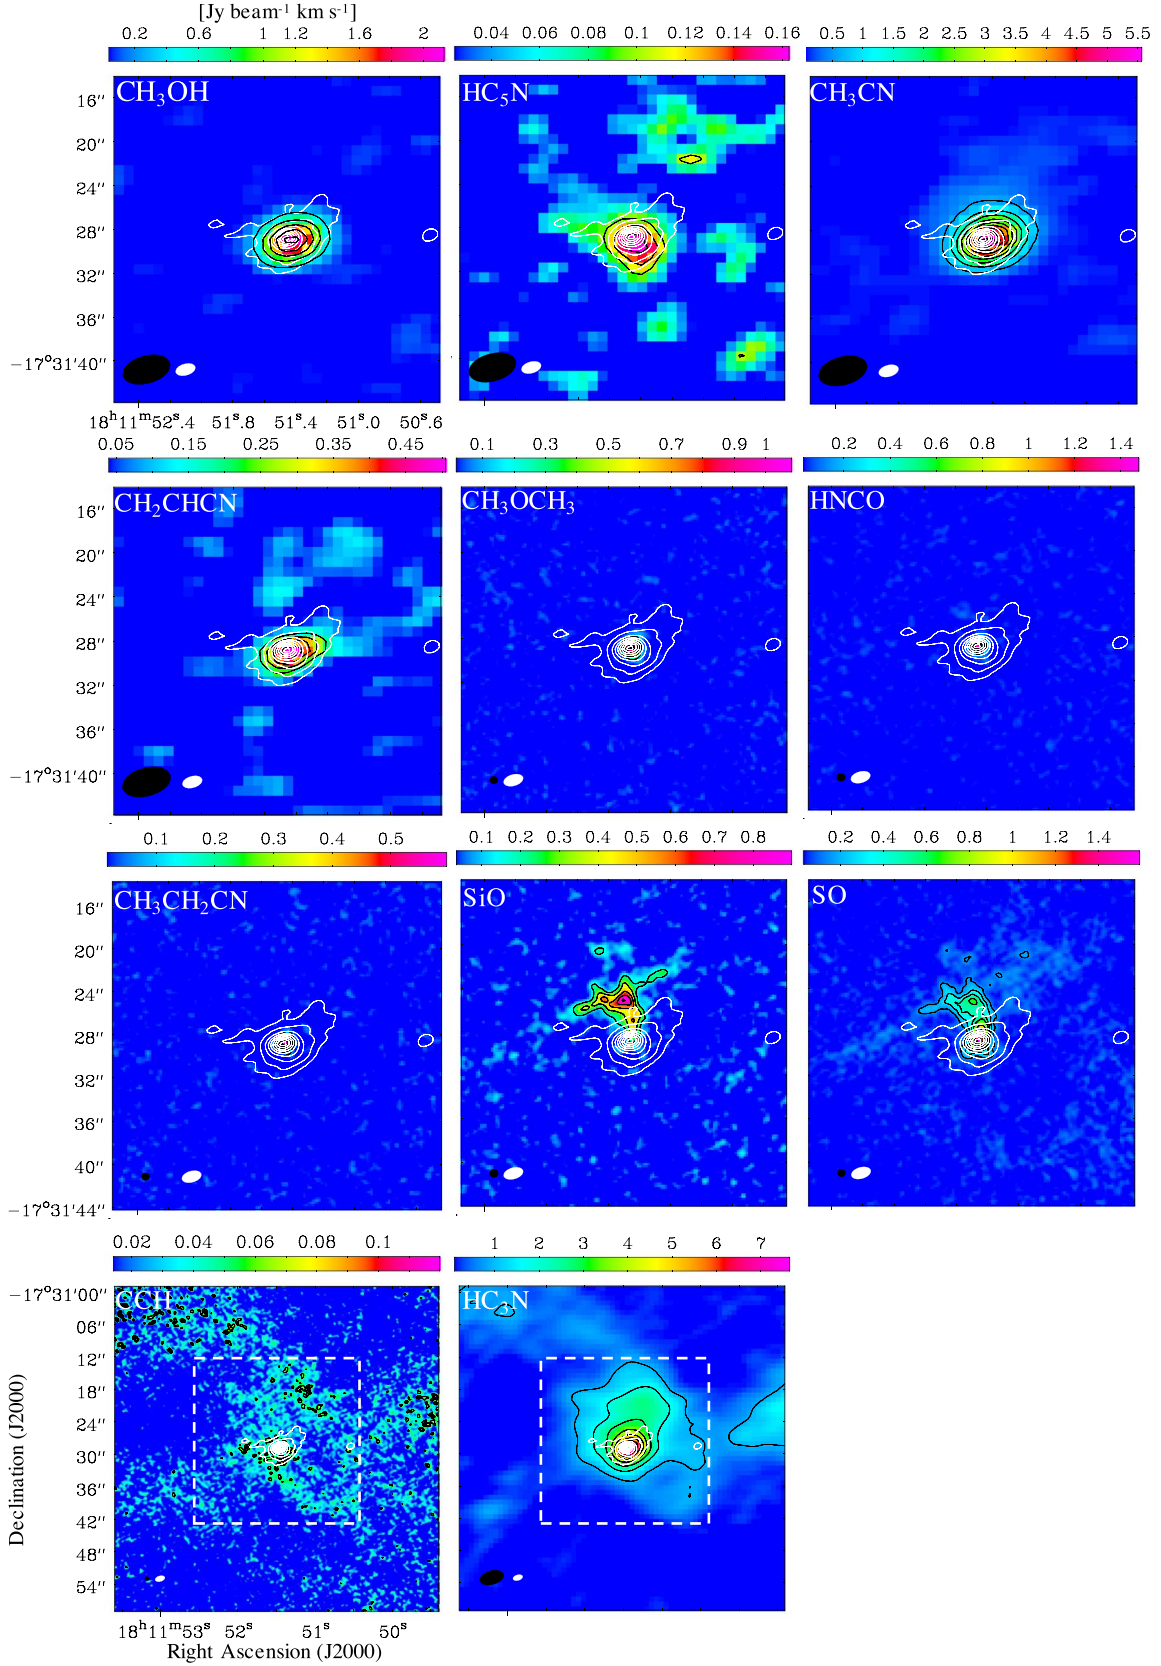 [Jy beam⁻¹ km s⁻¹]
0.2 0.6 1 1.2 1.6 2
0.04 0.06 0.08 0.1 0.12 0.14 0.16
0.5 1 1.5 2 2.5 3 3.5 4 4.5 5 5.5
CH₃OH HC₅N CH₃CN
16″
20″
24″
28″
32″
36″
−17°31′40″
18ʰ11ᵐ52ˢ.4 51ˢ.8 51ˢ.4 51ˢ.0 50ˢ.6
0.05 0.15 0.25 0.35 0.45
0.1 0.3 0.5 0.7 0.9 1
0.2 0.4 0.6 0.8 1 1.2 1.4
CH₂CHCN CH₃OCH₃ HNCO
16″
20″
24″
28″
32″
36″
−17°31′40″
0.1 0.2 0.3 0.4 0.5
0.1 0.2 0.3 0.4 0.5 0.6 0.7 0.8
0.2 0.4 0.6 0.8 1 1.2 1.4
0.1 0.3 0.5
CH₃CH₂CN SiO SO
16″
20″
24″
28″
32″
36″
40″
−17°31′44″
0.02 0.04 0.06 0.08 0.1
1 2 3 4 5 6 7
CCH HC₃N
−17°31′00″
06″
12″
18″
24″
30″
36″
42″
48″
54″
18ʰ11ᵐ53ˢ 52ˢ 51ˢ 50ˢ
Right Ascension (J2000)
Declination (J2000)